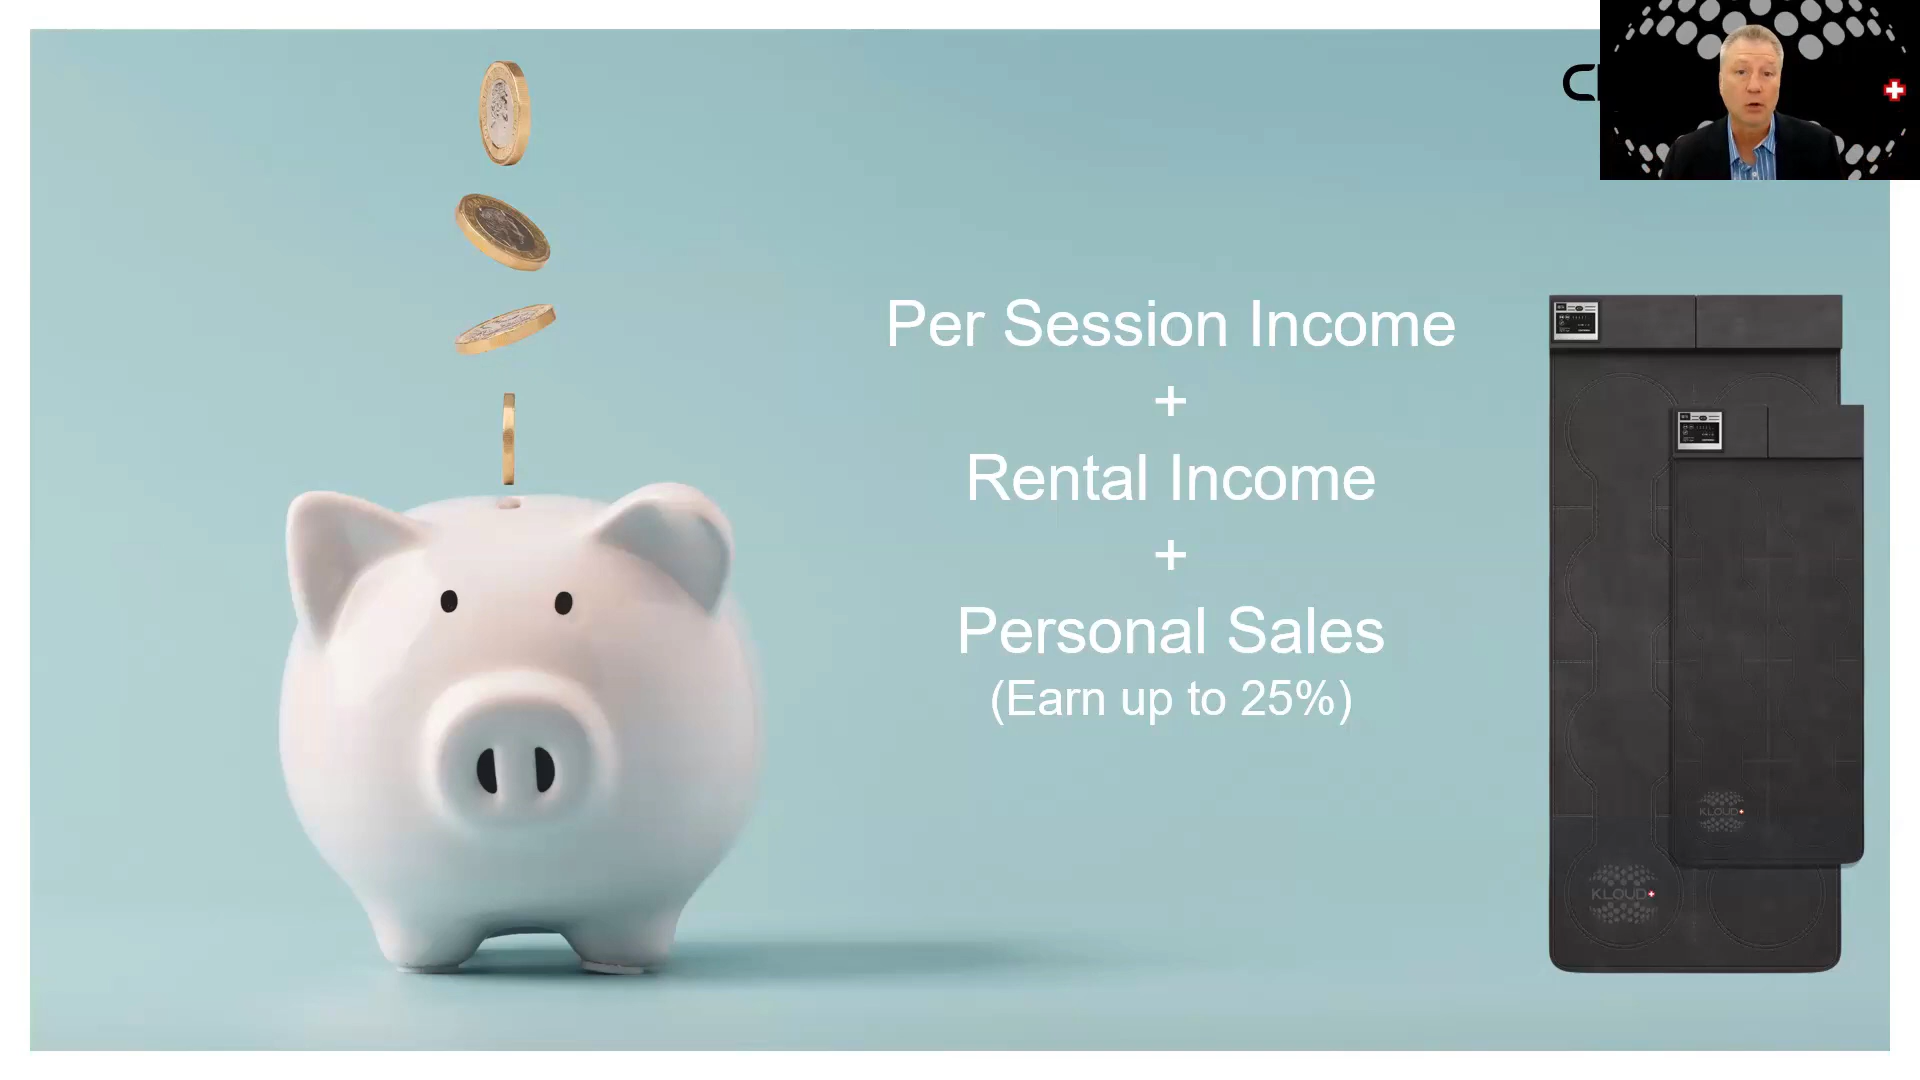 Per Session Income
+
Rental Income
+
Personal Sales
(Earn up to 25%)
KLOUD
KLOUD